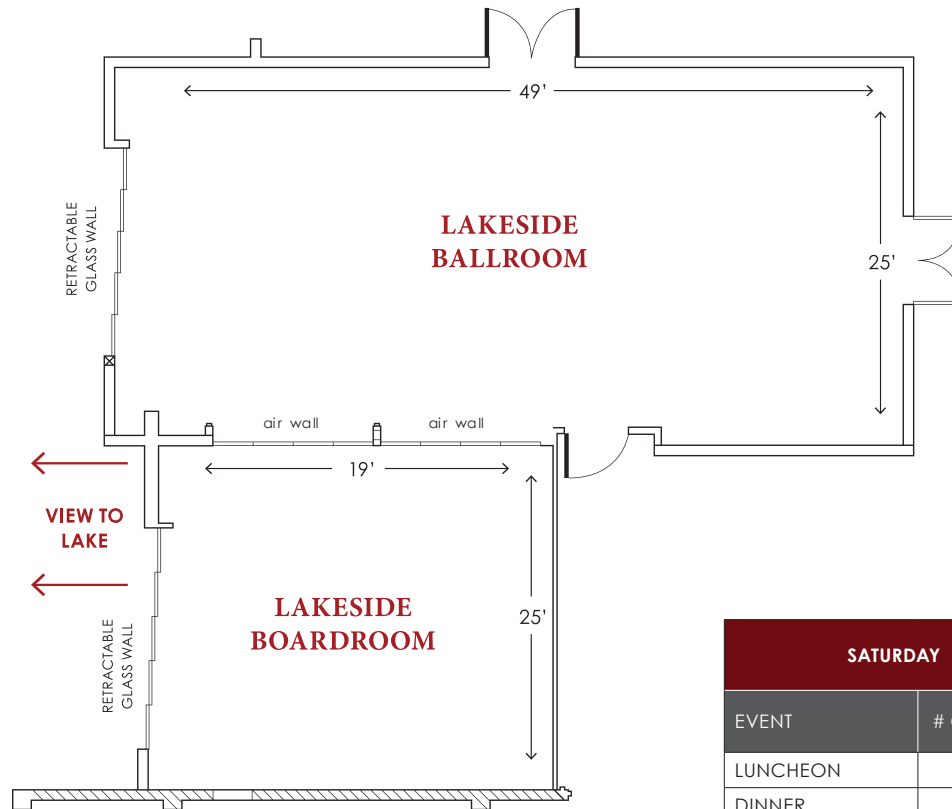 49'
RETRACTABLE
GLASS WALL
LAKESIDE
BALLROOM
25'
air wall
air wall
19'
VIEW TO
LAKE
LAKESIDE
BOARDROOM
25'
RETRACTABLE
GLASS WALL
SATURDAY
EVENT
#
LUNCHEON
DINNER